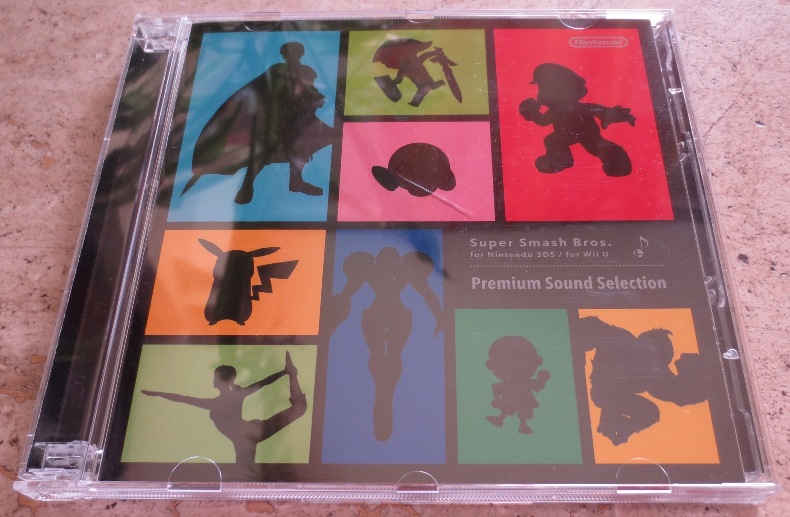 Nintendo
Super Smash Bros.
for Nintendo 3DS / for Wii U
Premium Sound Selection